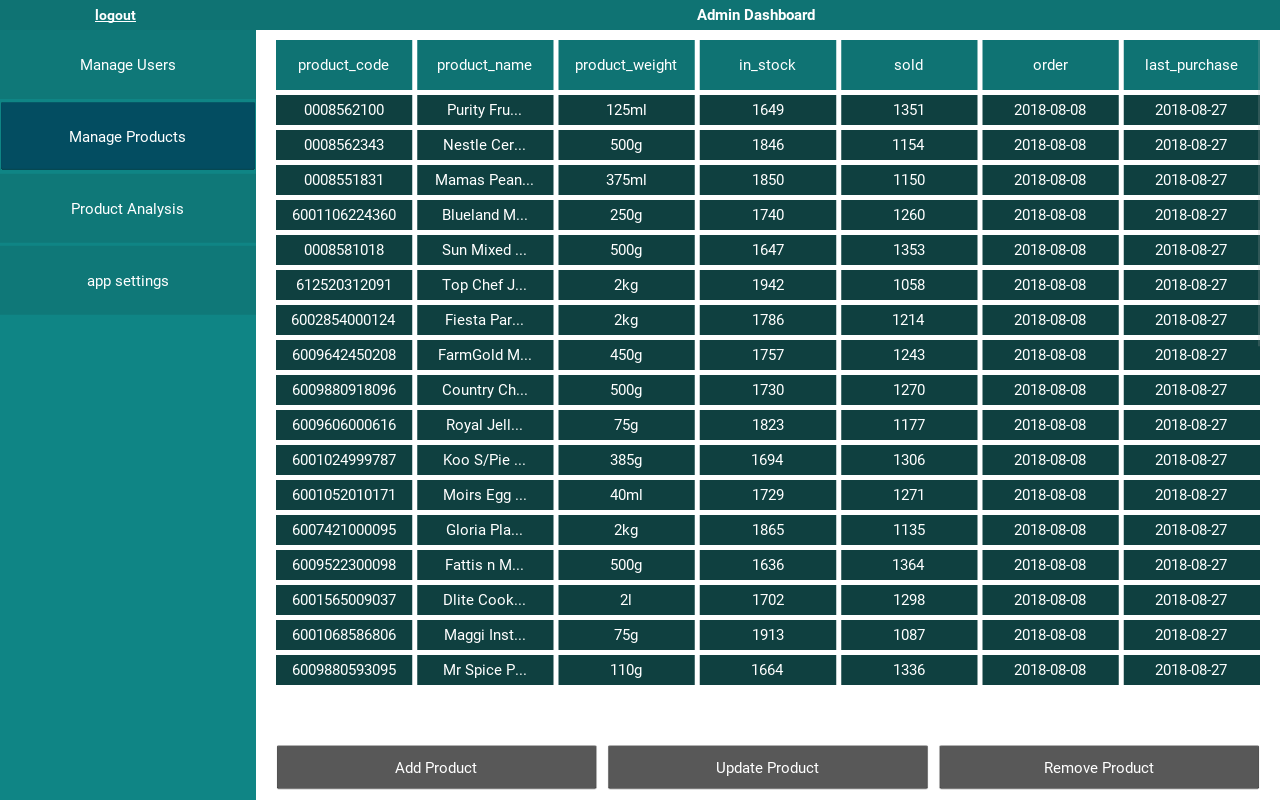 logout Admin Dashboard
Manage Users
Manage Products
Product Analysis
app settings
product_code product_name product_weight in_stock sold order last_purchase
0008562100 Purity Fru... 125ml 1649 1351 2018-08-08 2018-08-27
0008562343 Nestle Cer... 500g 1846 1154 2018-08-08 2018-08-27
0008551831 Mamas Pean... 375ml 1850 1150 2018-08-08 2018-08-27
6001106224360 Blueland M... 250g 1740 1260 2018-08-08 2018-08-27
0008581018 Sun Mixed ... 500g 1647 1353 2018-08-08 2018-08-27
612520312091 Top Chef J... 2kg 1942 1058 2018-08-08 2018-08-27
6002854000124 Fiesta Par... 2kg 1786 1214 2018-08-08 2018-08-27
6009642450208 FarmGold M... 450g 1757 1243 2018-08-08 2018-08-27
6009880918096 Country Ch... 500g 1730 1270 2018-08-08 2018-08-27
6009606000616 Royal Jell... 75g 1823 1177 2018-08-08 2018-08-27
6001024999787 Koo S/Pie ... 385g 1694 1306 2018-08-08 2018-08-27
6001052010171 Moirs Egg ... 40ml 1729 1271 2018-08-08 2018-08-27
6007421000095 Gloria Pla... 2kg 1865 1135 2018-08-08 2018-08-27
6009522300098 Fattis n M... 500g 1636 1364 2018-08-08 2018-08-27
6001565009037 Dlite Cook... 2l 1702 1298 2018-08-08 2018-08-27
6001068586806 Maggi Inst... 75g 1913 1087 2018-08-08 2018-08-27
6009880593095 Mr Spice P... 110g 1664 1336 2018-08-08 2018-08-27
Add Product Update Product Remove Product